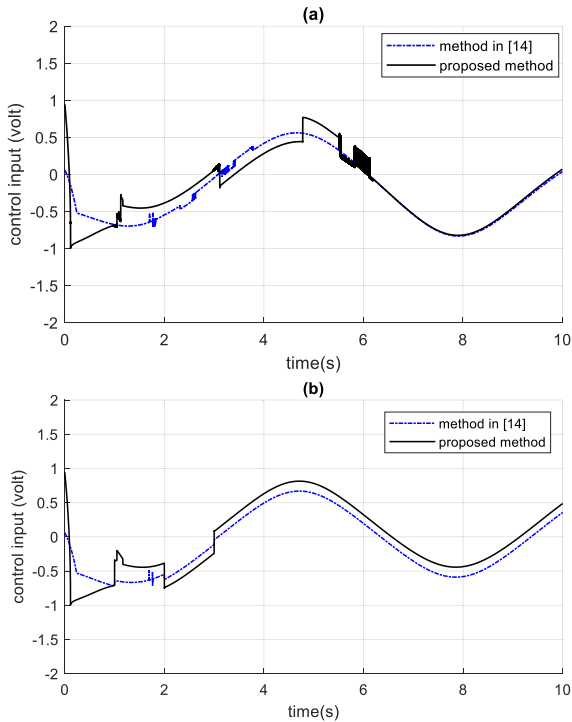 (a)
2
1.5
1
0.5
0
-0.5
-1
-1.5
-2
control input (volt)
method in [14]
proposed method
0 2 4 6 8 10
time(s)
(b)
2
1.5
1
0.5
0
-0.5
-1
-1.5
-2
control input (volt)
method in [14]
proposed method
0 2 4 6 8 10
time(s)